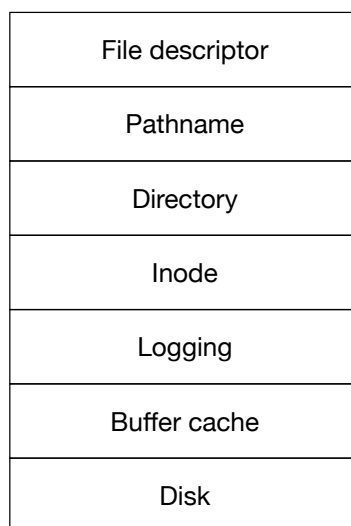 File descriptor
Pathname
Directory
Inode
Logging
Buffer cache
Disk